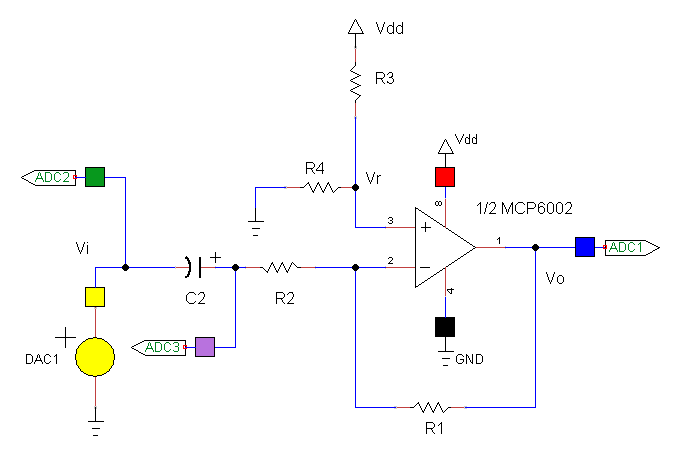 Vdd
R3
Vdd
R4
Vr
ADC2
8
1/2 MCP6002
3
+
1
ADC1
Vi
+
2
−
Vo
C2
R2
4
+
ADC3
DAC1
GND
R1